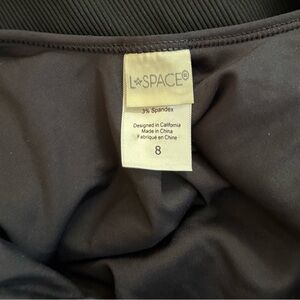 L*SPACE®
3% Spandex
Designed in California
Made in China
Fabriqué en Chine
8